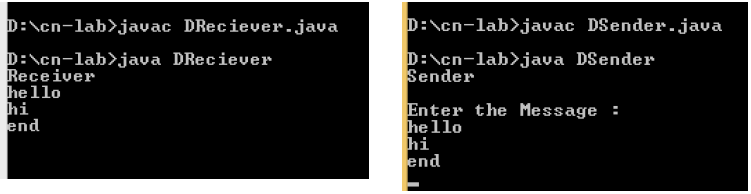 D:\cn-lab>javac DReciever.java
D:\cn-lab>java DReciever
Receiver
hello
hi
end
D:\cn-lab>javac DSender.java
D:\cn-lab>java DSender
Sender
Enter the Message :
hello
hi
end